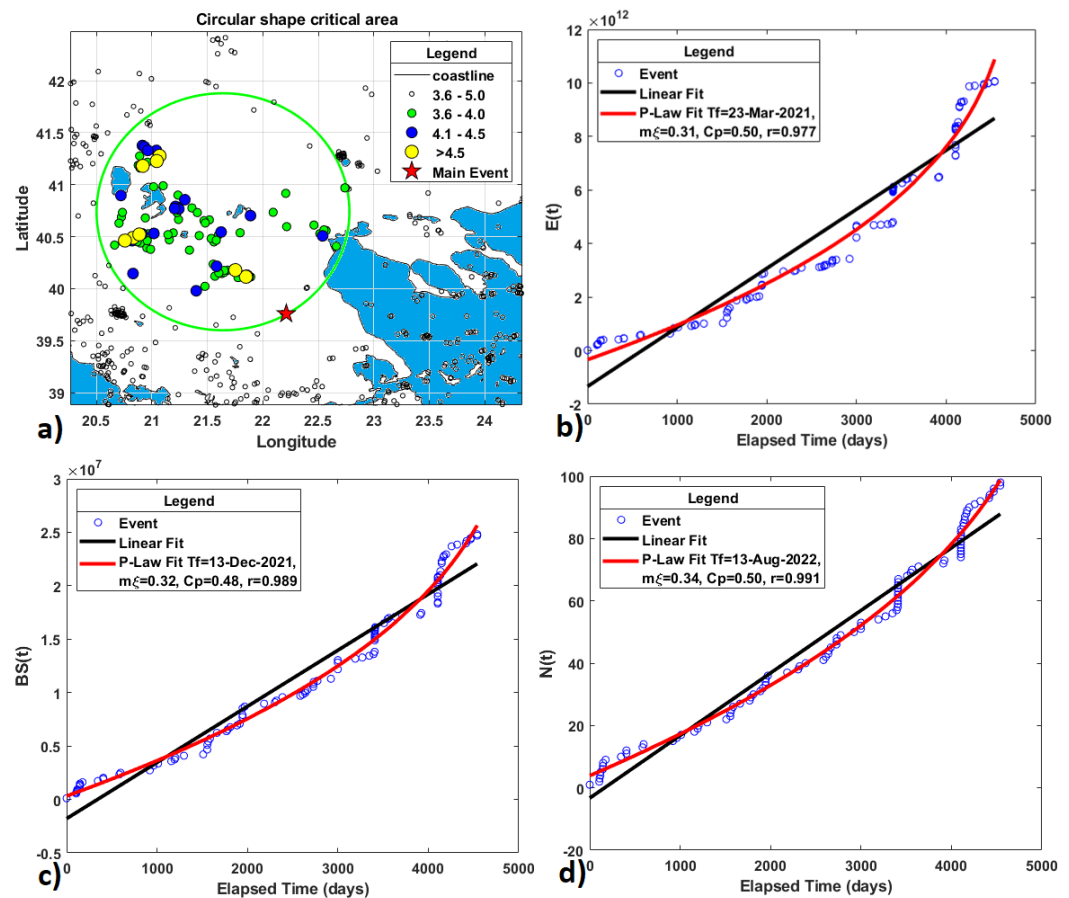 Circular shape critical area
Legend
coastline
3.6 - 5.0
3.6 - 4.0
4.1 - 4.5
>4.5
Main Event
42
41.5
41
40.5
40
39.5
39
Latitude
20.5 21 21.5 22 22.5 23 23.5 24
Longitude
a)
×10^12
12
10
8
6
4
2
0
-2
E(t)
Legend
Event
Linear Fit
P-Law Fit Tf=23-Mar-2021,
mξ=0.31, Cp=0.50, r=0.977
0 1000 2000 3000 4000 5000
Elapsed Time (days)
b)
×10^7
3
2.5
2
1.5
1
0.5
0
-0.5
BS(t)
Legend
Event
Linear Fit
P-Law Fit Tf=13-Dec-2021,
mξ=0.32, Cp=0.48, r=0.989
0 1000 2000 3000 4000 5000
Elapsed Time (days)
c)
100
80
60
40
20
0
-20
N(t)
Legend
Event
Linear Fit
P-Law Fit Tf=13-Aug-2022,
mξ=0.34, Cp=0.50, r=0.991
0 1000 2000 3000 4000 5000
Elapsed Time (days)
d)